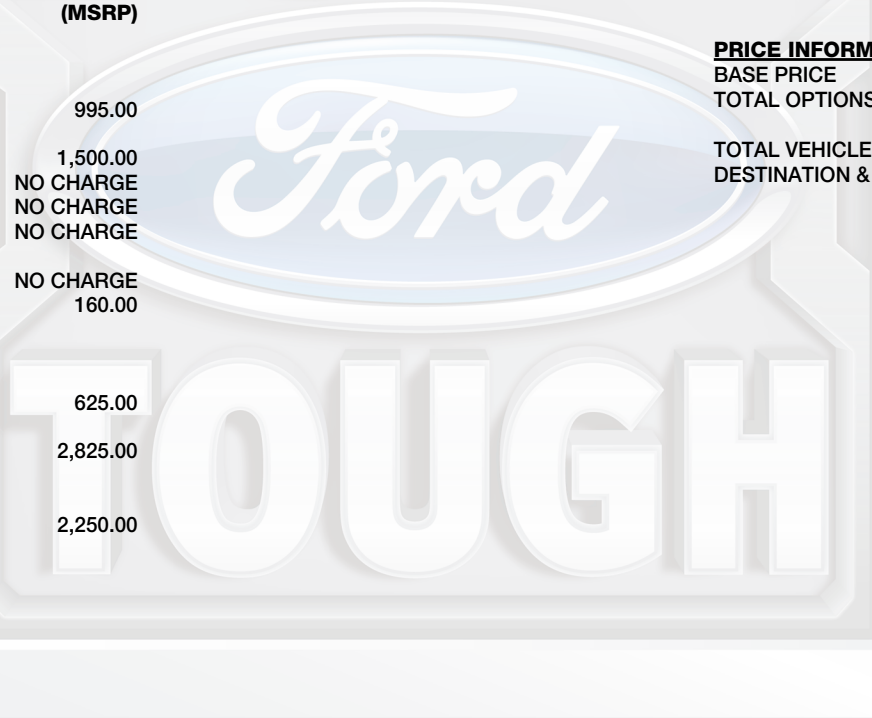 (MSRP)
995.00
1,500.00
NO CHARGE
NO CHARGE
NO CHARGE
NO CHARGE
160.00
625.00
2,825.00
2,250.00
PRICE INFORM
BASE PRICE
TOTAL OPTIONS
TOTAL VEHICLE
DESTINATION &
Ford
TOUGH